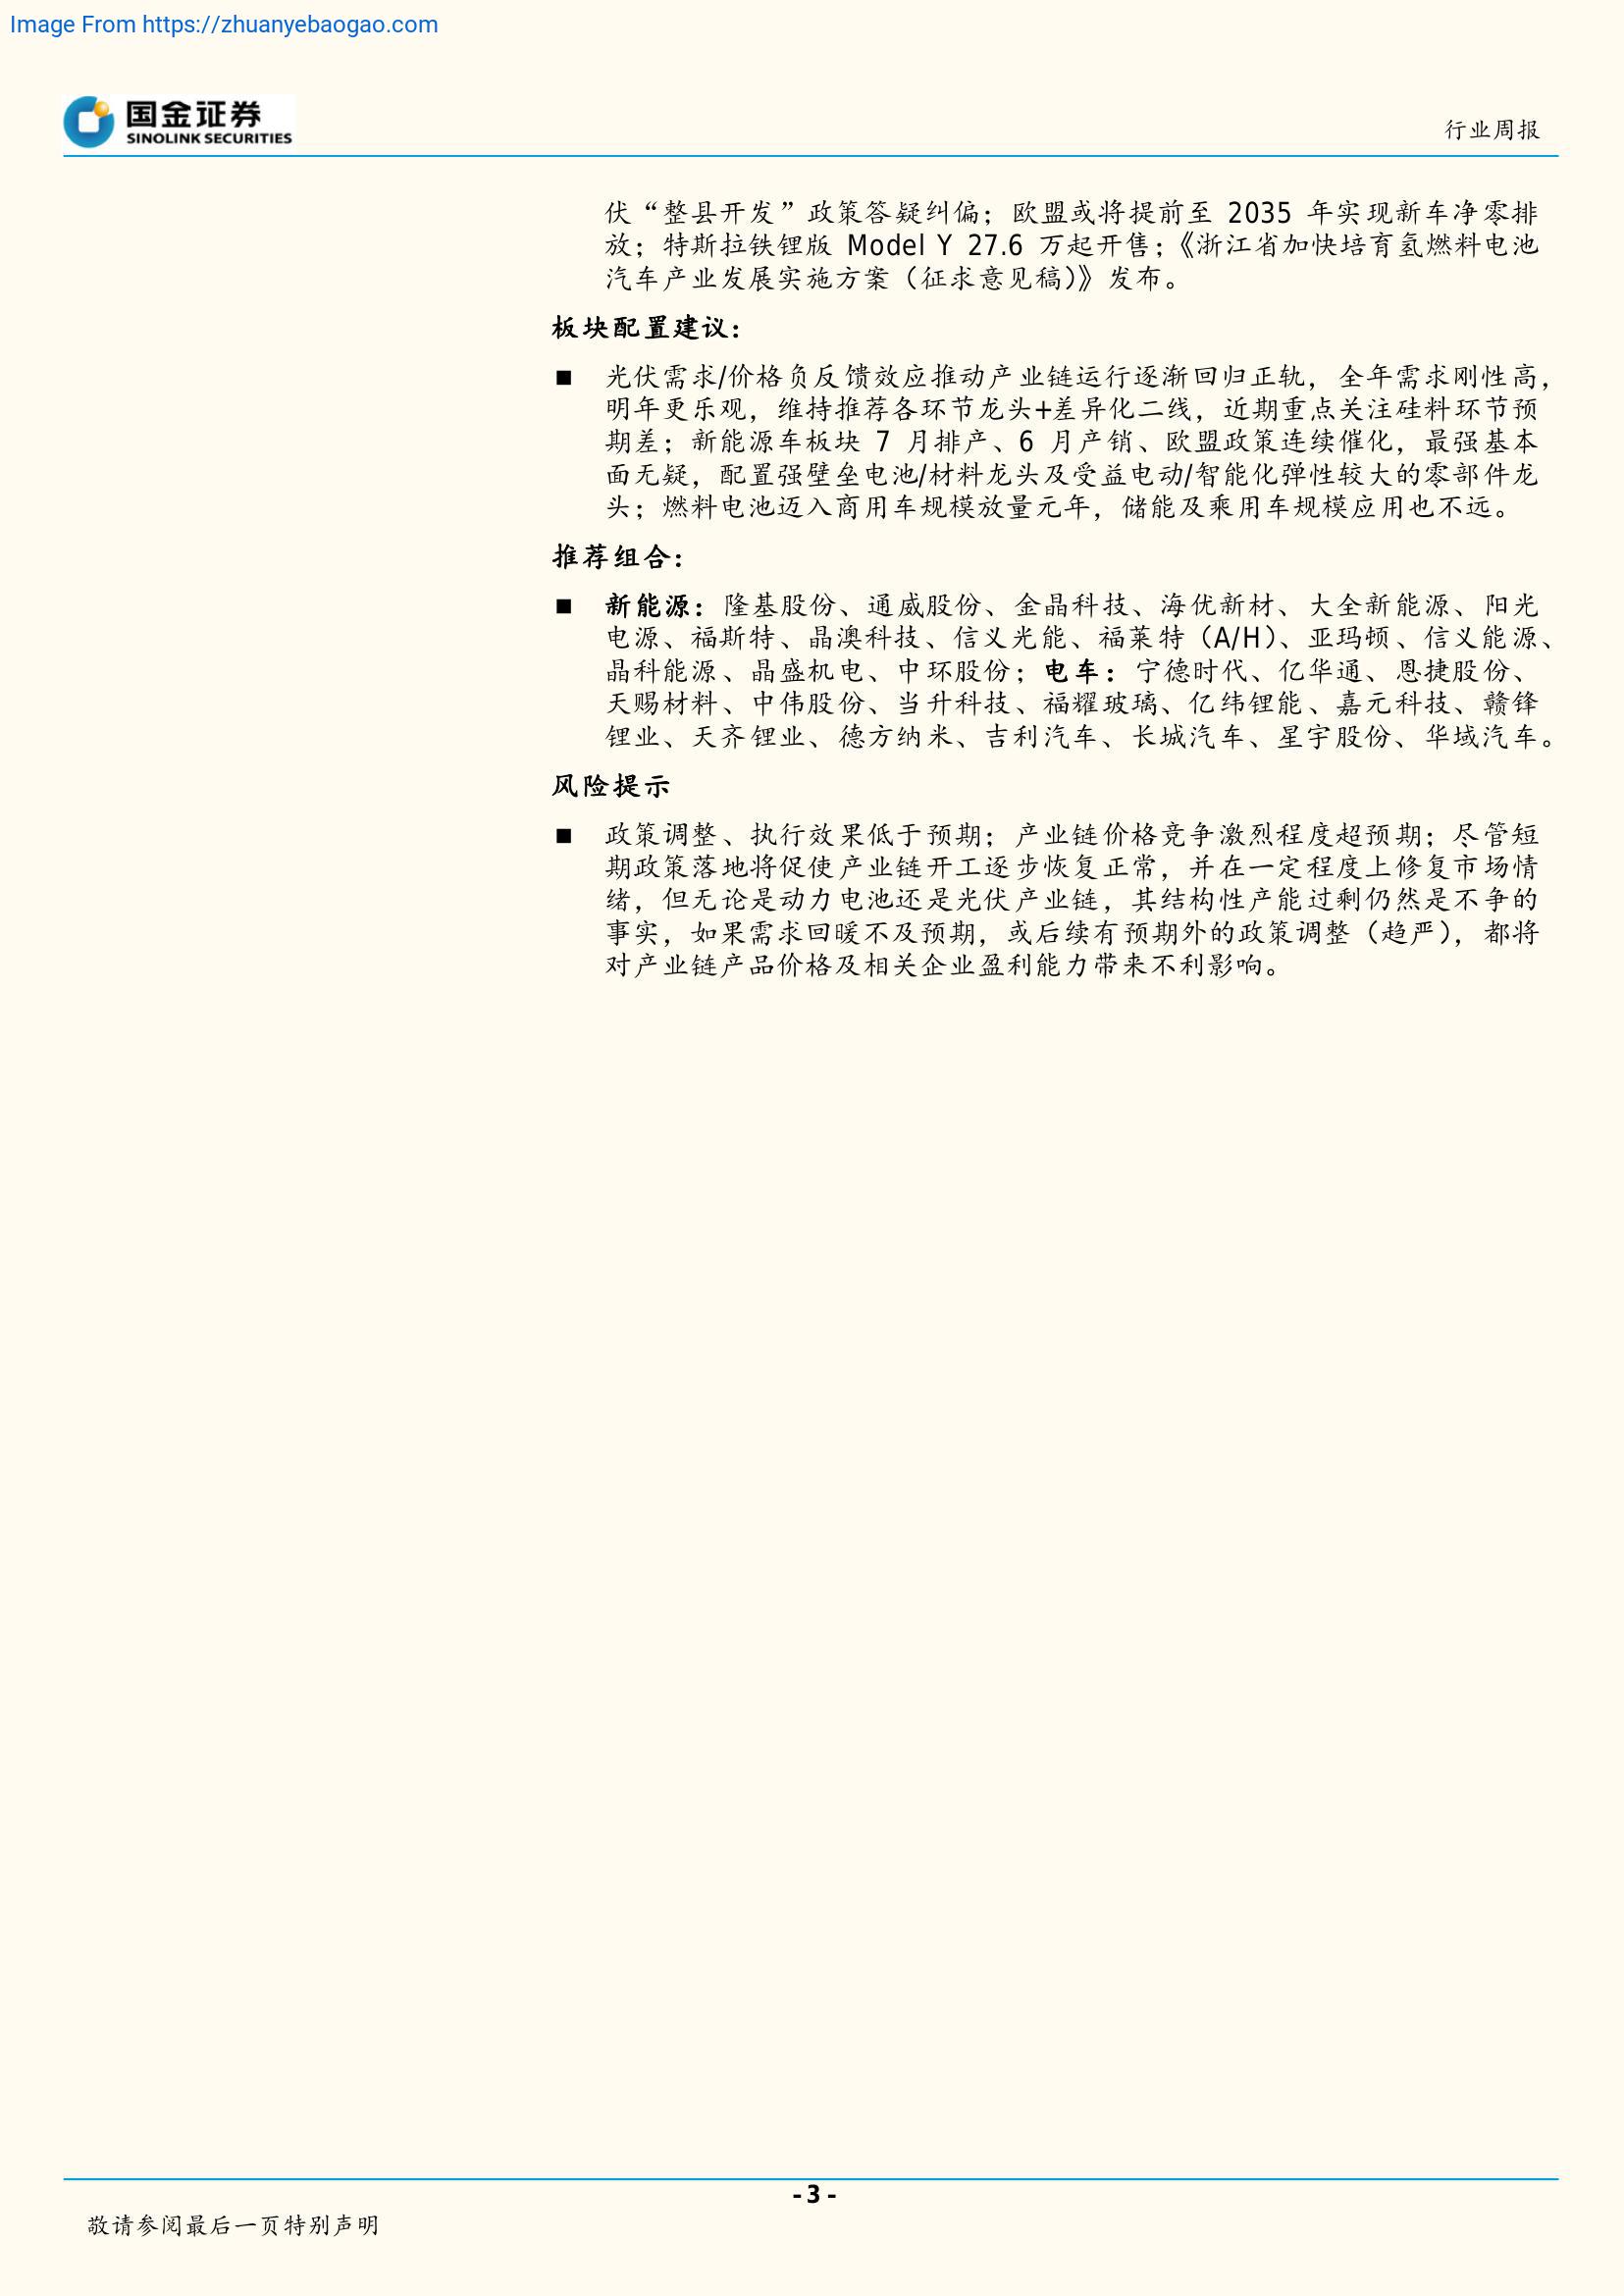 Image From https://zhuanyebaogao.com
国金证券
SINOLINK SECURITIES
行业周报
伏“整县开发”政策答疑纠偏；欧盟或将提前至 2035 年实现新车净零排
放；特斯拉铁锂版 Model Y 27.6 万起开售；《浙江省加快培育氢燃料电池
汽车产业发展实施方案（征求意见稿）》发布。
板块配置建议：
■ 光伏需求/价格负反馈效应推动产业链运行逐渐回归正轨，全年需求刚性高，
明年更乐观，维持推荐各环节龙头+差异化二线，近期重点关注硅料环节预
期差；新能源车板块 7 月排产、6 月产销、欧盟政策连续催化，最强基本
面无疑，配置强壁垒电池/材料龙头及受益电动/智能化弹性较大的零部件龙
头；燃料电池迈入商用车规模放量元年，储能及乘用车规模应用也不远。
推荐组合：
■ 新能源：隆基股份、通威股份、金晶科技、海优新材、大全新能源、阳光
电源、福斯特、晶澳科技、信义光能、福莱特（A/H）、亚玛顿、信义能源、
晶科能源、晶盛机电、中环股份；电车：宁德时代、亿华通、恩捷股份、
天赐材料、中伟股份、当升科技、福耀玻璃、亿纬锂能、嘉元科技、赣锋
锂业、天齐锂业、德方纳米、吉利汽车、长城汽车、星宇股份、华域汽车。
风险提示
■ 政策调整、执行效果低于预期；产业链价格竞争激烈程度超预期；尽管短
期政策落地将促使产业链开工逐步恢复正常，并在一定程度上修复市场情
绪，但无论是动力电池还是光伏产业链，其结构性产能过剩仍然是不争的
事实，如果需求回暖不及预期，或后续有预期外的政策调整（趋严），都将
对产业链产品价格及相关企业盈利能力带来不利影响。
- 3 -
敬请参阅最后一页特别声明